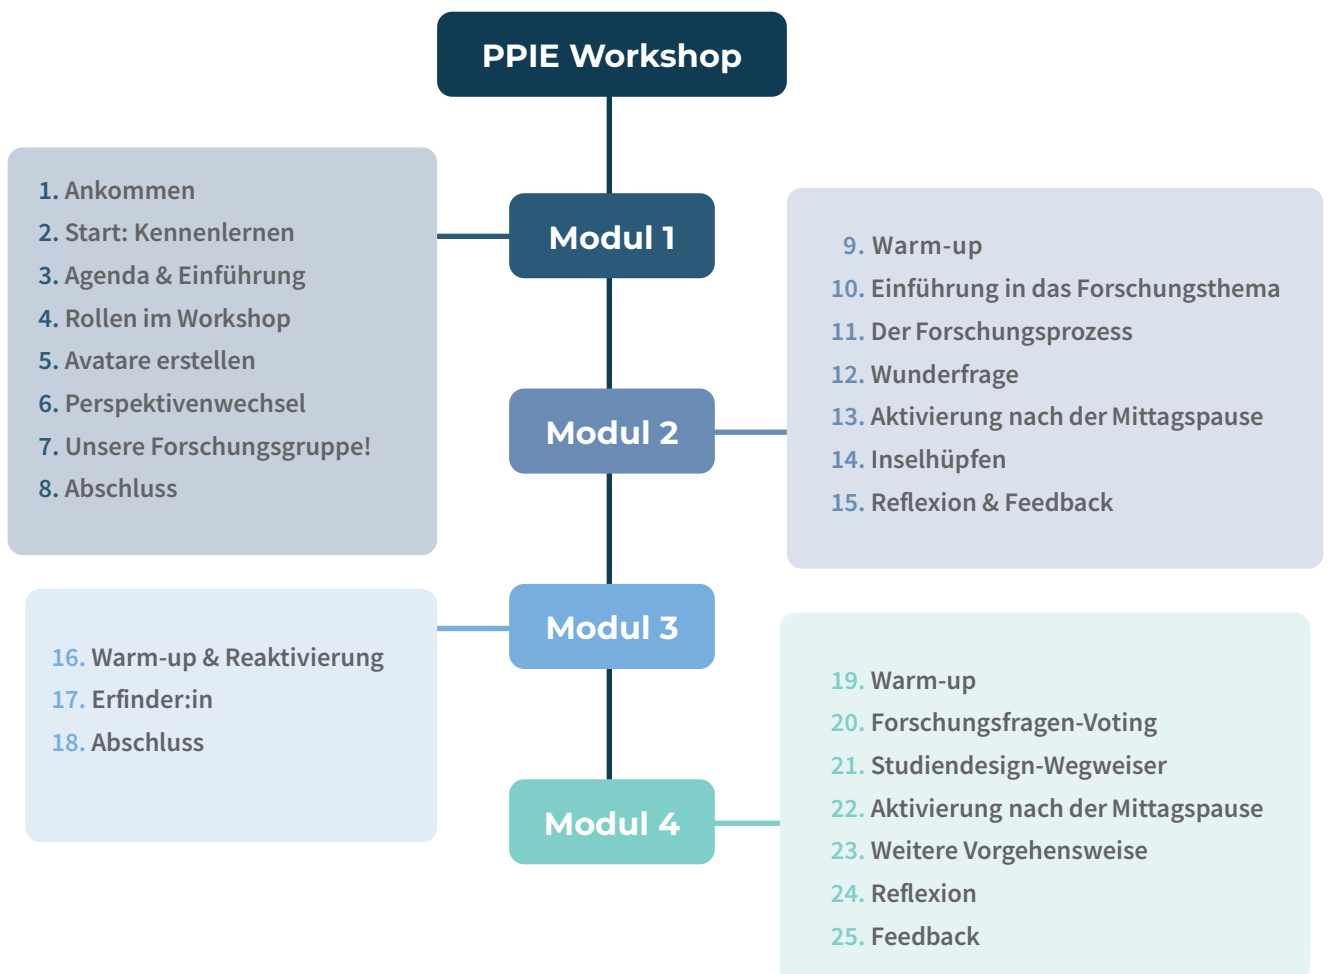 PPIE Workshop
Modul 1
1. Ankommen
2. Start: Kennenlernen
3. Agenda & Einführung
4. Rollen im Workshop
5. Avatare erstellen
6. Perspektivenwechsel
7. Unsere Forschungsgruppe!
8. Abschluss
Modul 2
9. Warm-up
10. Einführung in das Forschungsthema
11. Der Forschungsprozess
12. Wunderfrage
13. Aktivierung nach der Mittagspause
14. Inselhüpfen
15. Reflexion & Feedback
Modul 3
16. Warm-up & Reaktivierung
17. Erfinder:in
18. Abschluss
Modul 4
19. Warm-up
20. Forschungsfragen-Voting
21. Studiendesign-Wegweiser
22. Aktivierung nach der Mittagspause
23. Weitere Vorgehensweise
24. Reflexion
25. Feedback